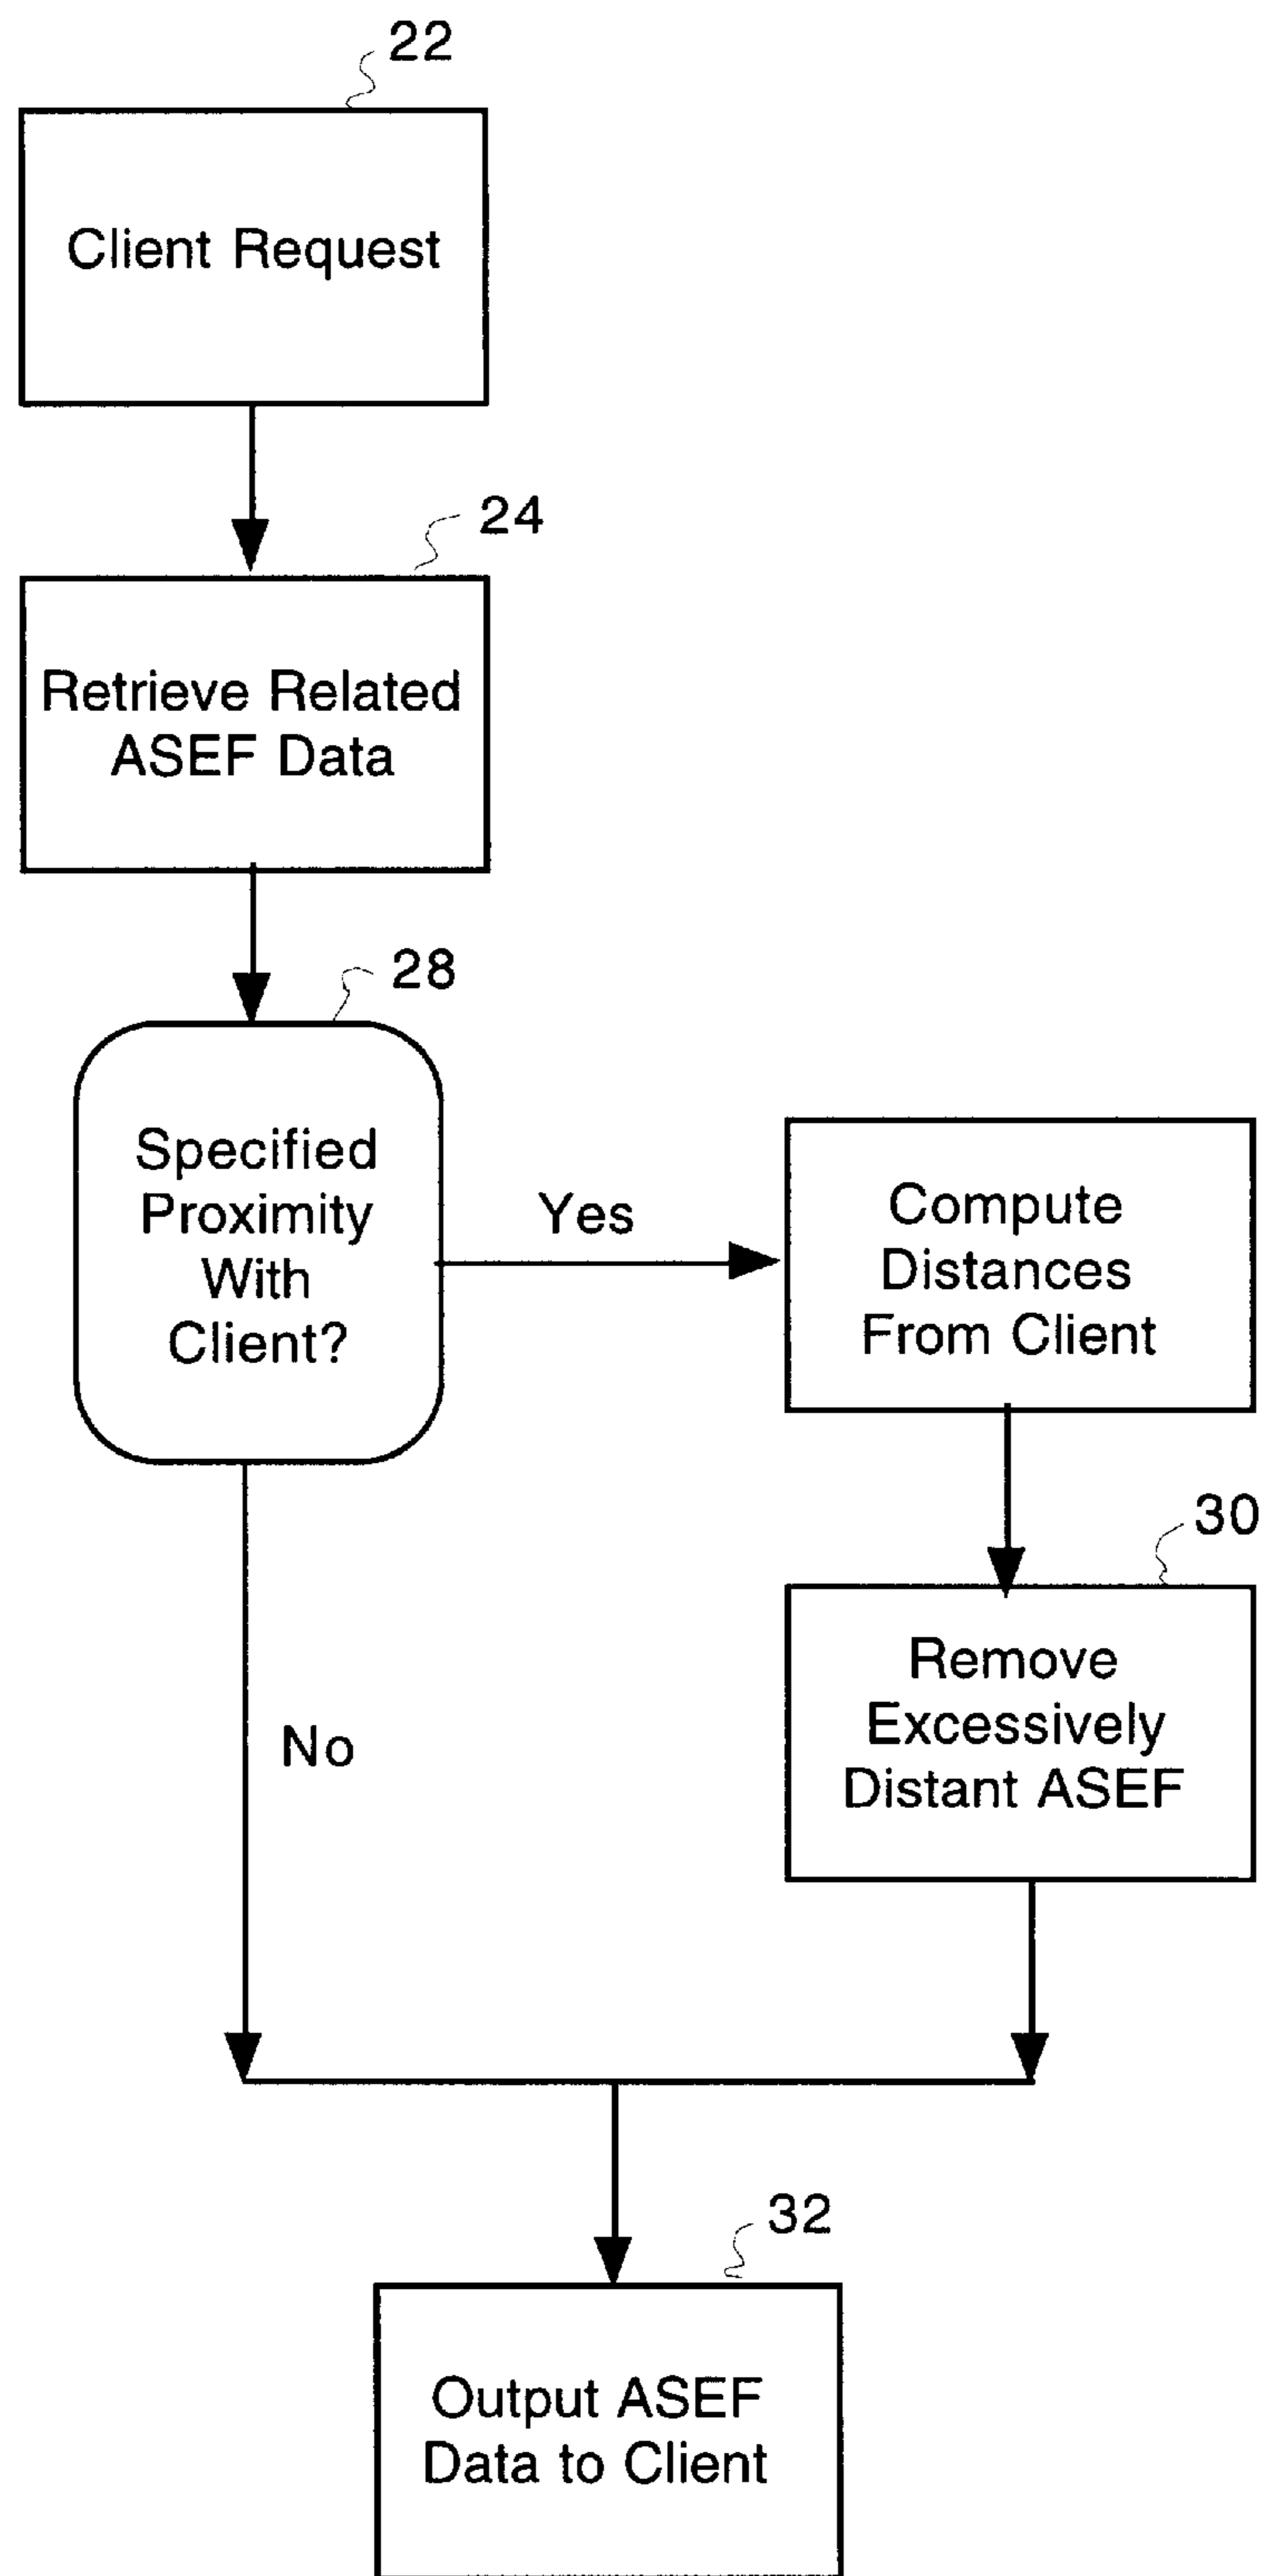 22
Client Request
24
Retrieve Related
ASEF Data
28
Specified
Proximity
With
Client?
Yes
Compute
Distances
From Client
30
Remove
Excessively
Distant ASEF
No
32
Output ASEF
Data to Client